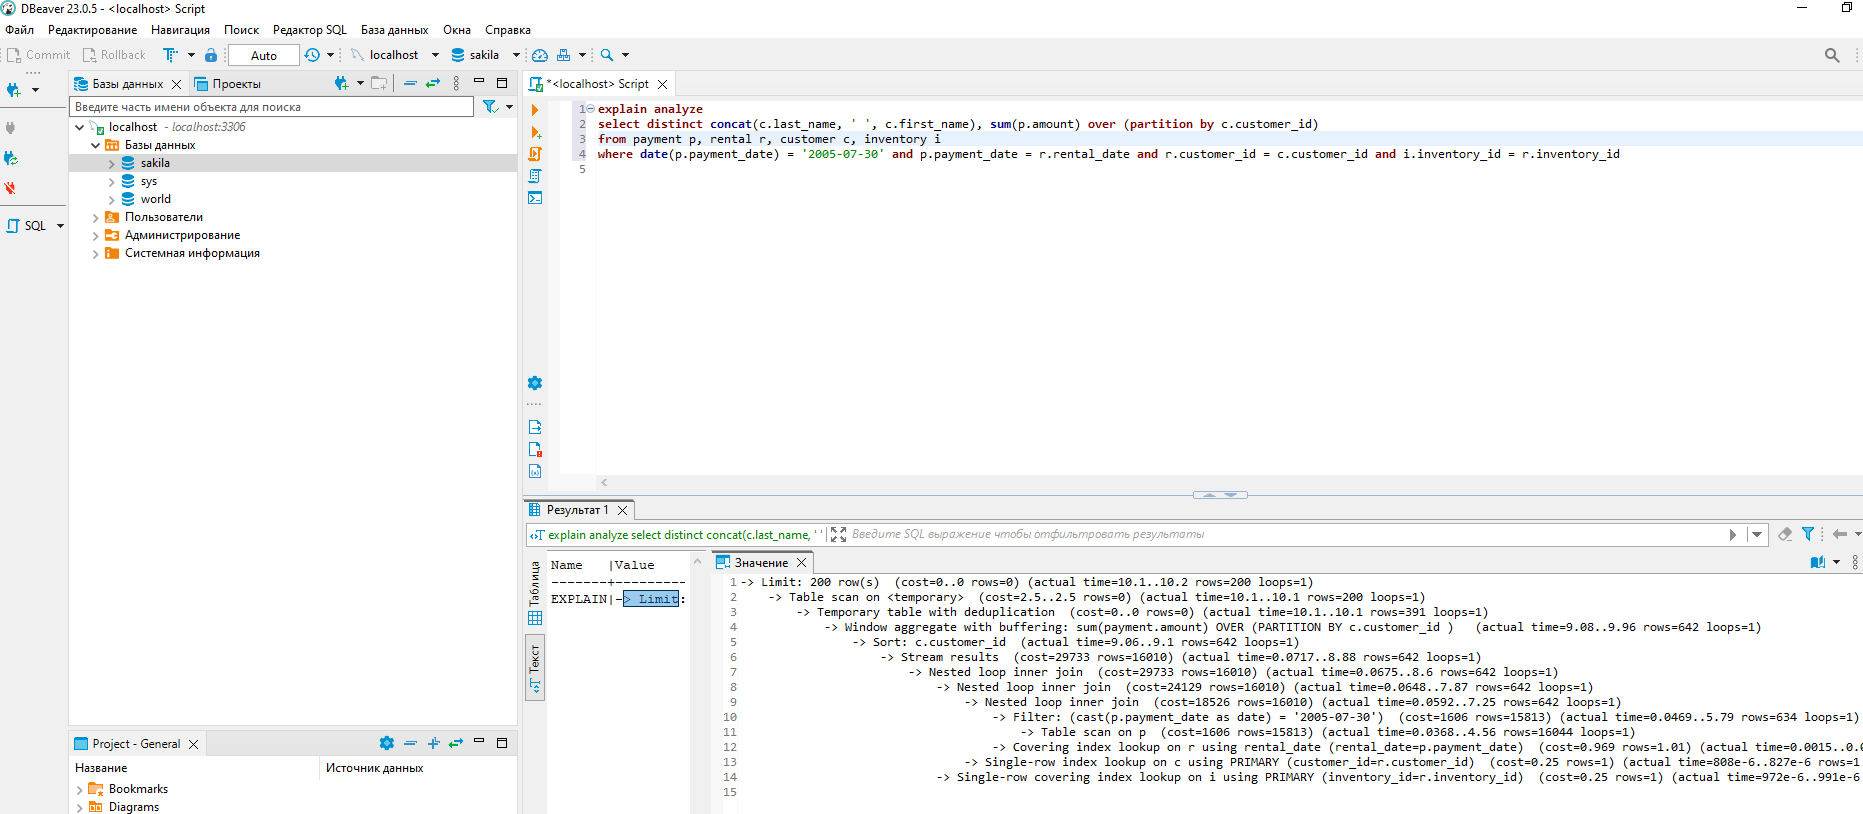 DBeaver 23.0.5 - <localhost> Script
Файл Редактирование Навигация Поиск Редактор SQL База данных Окна Справка
Commit Rollback Auto localhost sakila
Базы данных Проекты
Введите часть имени объекта для поиска
localhost - localhost:3306
Базы данных
sakila
sys
world
Пользователи
Администрирование
Системная информация
SQL
Project - General
Название Источник данных
Bookmarks
Diagrams
*<localhost> Script
1 explain analyze
2 select distinct concat(c.last_name, ' ', c.first_name), sum(p.amount) over (partition by c.customer_id)
3 from payment p, rental r, customer c, inventory i
4 where date(p.payment_date) = '2005-07-30' and p.payment_date = r.rental_date and r.customer_id = c.customer_id and i.inventory_id = r.inventory_id
5
Результат 1
explain analyze select distinct concat(c.last_name, ' ' Введите SQL выражение чтобы отфильтровать результаты
Таблица
Текст
Name |Value
-------+---------
EXPLAIN|-> Limit:
Значение
1 -> Limit: 200 row(s) (cost=0..0 rows=0) (actual time=10.1..10.2 rows=200 loops=1)
2 -> Table scan on <temporary> (cost=2.5..2.5 rows=0) (actual time=10.1..10.1 rows=200 loops=1)
3 -> Temporary table with deduplication (cost=0..0 rows=0) (actual time=10.1..10.1 rows=391 loops=1)
4 -> Window aggregate with buffering: sum(payment.amount) OVER (PARTITION BY c.customer_id ) (actual time=9.08..9.96 rows=642 loops=1)
5 -> Sort: c.customer_id (actual time=9.06..9.1 rows=642 loops=1)
6 -> Stream results (cost=29733 rows=16010) (actual time=0.0717..8.88 rows=642 loops=1)
7 -> Nested loop inner join (cost=29733 rows=16010) (actual time=0.0675..8.6 rows=642 loops=1)
8 -> Nested loop inner join (cost=24129 rows=16010) (actual time=0.0648..7.87 rows=642 loops=1)
9 -> Nested loop inner join (cost=18526 rows=16010) (actual time=0.0592..7.25 rows=642 loops=1)
10 -> Filter: (cast(p.payment_date as date) = '2005-07-30') (cost=1606 rows=15813) (actual time=0.0469..5.79 rows=634 loops=1)
11 -> Table scan on p (cost=1606 rows=15813) (actual time=0.0368..4.56 rows=16044 loops=1)
12 -> Covering index lookup on r using rental_date (rental_date=p.payment_date) (cost=0.969 rows=1.01) (actual time=0.0015..0.0
13 -> Single-row index lookup on c using PRIMARY (customer_id=r.customer_id) (cost=0.25 rows=1) (actual time=808e-6..827e-6 rows=1
14 -> Single-row covering index lookup on i using PRIMARY (inventory_id=r.inventory_id) (cost=0.25 rows=1) (actual time=972e-6..991e-6
15